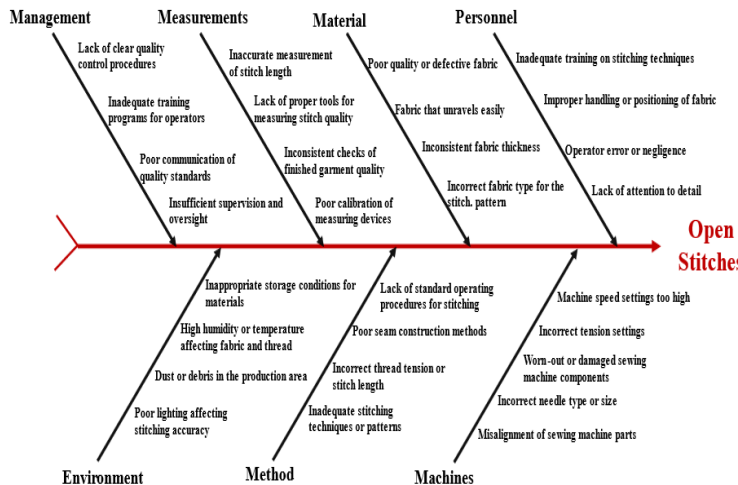 Management
Measurements
Material
Personnel
Lack of clear quality
control procedures
Inadequate training
programs for operators
Poor communication of
quality standards
Insufficient supervision and
oversight
Inaccurate measurement
of stitch length
Lack of proper tools for
measuring stitch quality
Inconsistent checks of
finished garment quality
Poor calibration of
measuring devices
Poor quality or defective fabric
Fabric that unravels easily
Inconsistent fabric thickness
Incorrect fabric type for the
stitch. pattern
Inadequate training on stitching techniques
Improper handling or positioning of fabric
Operator error or negligence
Lack of attention to detail
Open
Stitches
Inappropriate storage conditions for
materials
High humidity or temperature
affecting fabric and thread
Dust or debris in the production area
Poor lighting affecting
stitching accuracy
Lack of standard operating
procedures for stitching
Poor seam construction methods
Incorrect thread tension or
stitch length
Inadequate stitching
techniques or patterns
Machine speed settings too high
Incorrect tension settings
Worn-out or damaged sewing
machine components
Incorrect needle type or size
Misalignment of sewing machine parts
Environment
Method
Machines